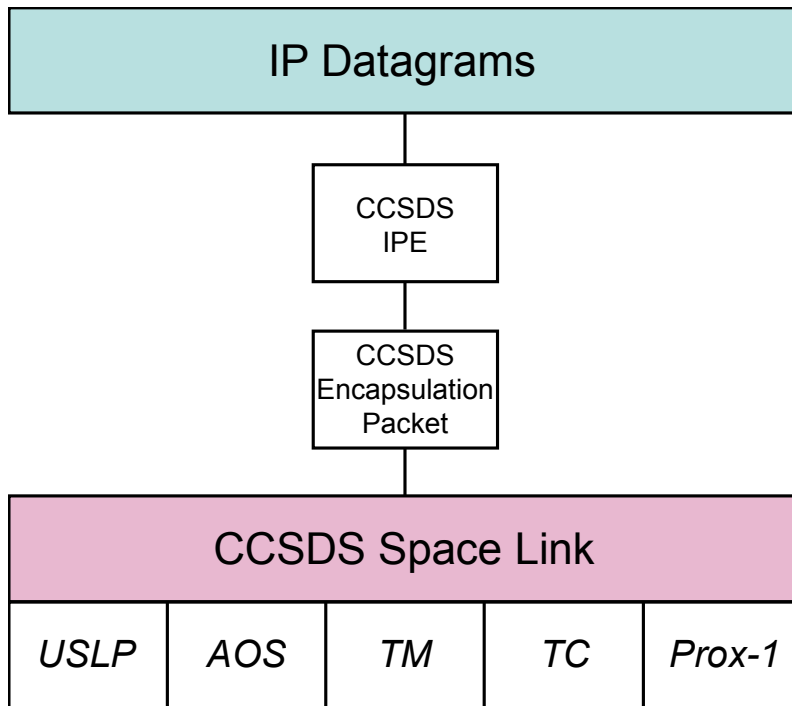 IP Datagrams
CCSDS
IPE
CCSDS
Encapsulation
Packet
CCSDS Space Link
USLP AOS TM TC Prox-1